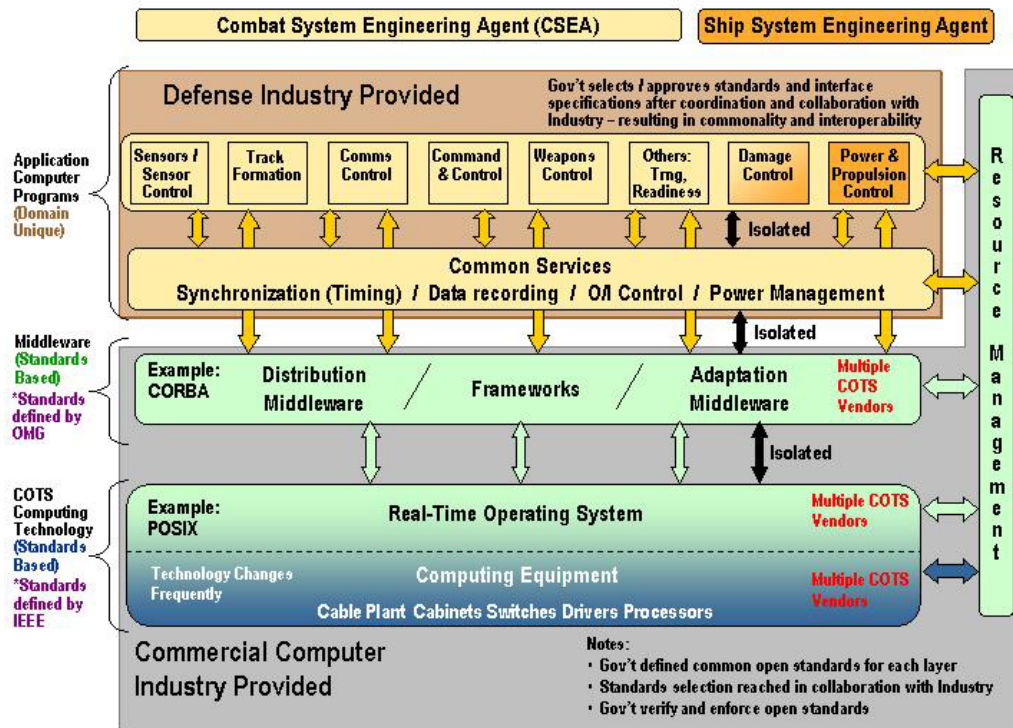 Combat System Engineering Agent (CSEA)
Ship System Engineering Agent
Defense Industry Provided
Gov't selects / approves standards and interface
specifications after coordination and collaboration with
Industry – resulting in commonality and interoperability
Application
Computer
Programs
(Domain
Unique)
Sensors /
Sensor
Control
Track
Formation
Comms
Control
Command
& Control
Weapons
Control
Others:
Trng,
Readiness
Damage
Control
Power &
Propulsion
Control
Isolated
Common Services
Synchronization (Timing) / Data recording / O/I Control / Power Management
Isolated
Middleware
(Standards
Based)
*Standards
defined by
OMG
Example:
CORBA
Distribution
Middleware
/
Frameworks
/
Adaptation
Middleware
Multiple
COTS
Vendors
Isolated
COTS
Computing
Technology
(Standards
Based)
*Standards
defined by
IEEE
Example:
POSIX
Real-Time Operating System
Multiple COTS
Vendors
Technology Changes
Frequently
Computing Equipment
Multiple COTS
Vendors
Cable Plant Cabinets Switches Drivers Processors
Resource Management
Commercial Computer
Industry Provided
Notes:
• Gov't defined common open standards for each layer
• Standards selection reached in collaboration with Industry
• Gov't verify and enforce open standards